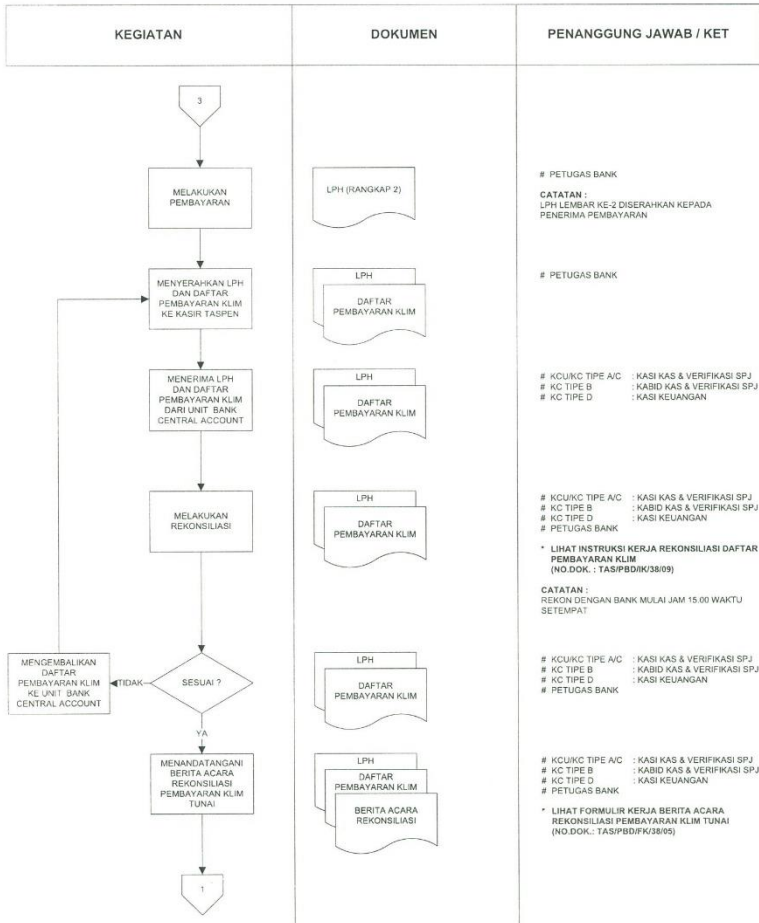 KEGIATAN
DOKUMEN
PENANGGUNG JAWAB / KET
3
MELAKUKAN
PEMBAYARAN
LPH (RANGKAP 2)
# PETUGAS BANK
CATATAN :
LPH LEMBAR KE-2 DISERAHKAN KEPADA
PENERIMA PEMBAYARAN
MENYERAHKAN LPH
DAN DAFTAR
PEMBAYARAN KLIM
KE KASIR TASPEN
LPH
DAFTAR
PEMBAYARAN KLIM
# PETUGAS BANK
MENERIMA LPH
DAN DAFTAR
PEMBAYARAN KLIM
DARI UNIT BANK
CENTRAL ACCOUNT
LPH
DAFTAR
PEMBAYARAN KLIM
# KCU/KC TIPE A/C : KASI KAS & VERIFIKASI SPJ
# KC TIPE B : KABID KAS & VERIFIKASI SPJ
# KC TIPE D : KASI KEUANGAN
MELAKUKAN
REKONSILIASI
LPH
DAFTAR
PEMBAYARAN KLIM
# KCU/KC TIPE A/C : KASI KAS & VERIFIKASI SPJ
# KC TIPE B : KABID KAS & VERIFIKASI SPJ
# KC TIPE D : KASI KEUANGAN
# PETUGAS BANK
* LIHAT INSTRUKSI KERJA REKONSILIASI DAFTAR
PEMBAYARAN KLIM
(NO.DOK. : TAS/PBD/IK/38/09)
CATATAN :
REKON DENGAN BANK MULAI JAM 15.00 WAKTU
SETEMPAT
MENGEMBALIKAN
DAFTAR
PEMBAYARAN KLIM
KE UNIT BANK
CENTRAL ACCOUNT
TIDAK
SESUAI ?
YA
LPH
DAFTAR
PEMBAYARAN KLIM
# KCU/KC TIPE A/C : KASI KAS & VERIFIKASI SPJ
# KC TIPE B : KABID KAS & VERIFIKASI SPJ
# KC TIPE D : KASI KEUANGAN
# PETUGAS BANK
MENANDATANGANI
BERITA ACARA
REKONSILIASI
PEMBAYARAN KLIM
TUNAI
LPH
DAFTAR
PEMBAYARAN KLIM
BERITA ACARA
REKONSILIASI
# KCU/KC TIPE A/C : KASI KAS & VERIFIKASI SPJ
# KC TIPE B : KABID KAS & VERIFIKASI SPJ
# KC TIPE D : KASI KEUANGAN
# PETUGAS BANK
* LIHAT FORMULIR KERJA BERITA ACARA
REKONSILIASI PEMBAYARAN KLIM TUNAI
(NO.DOK.: TAS/PBD/FK/38/05)
1